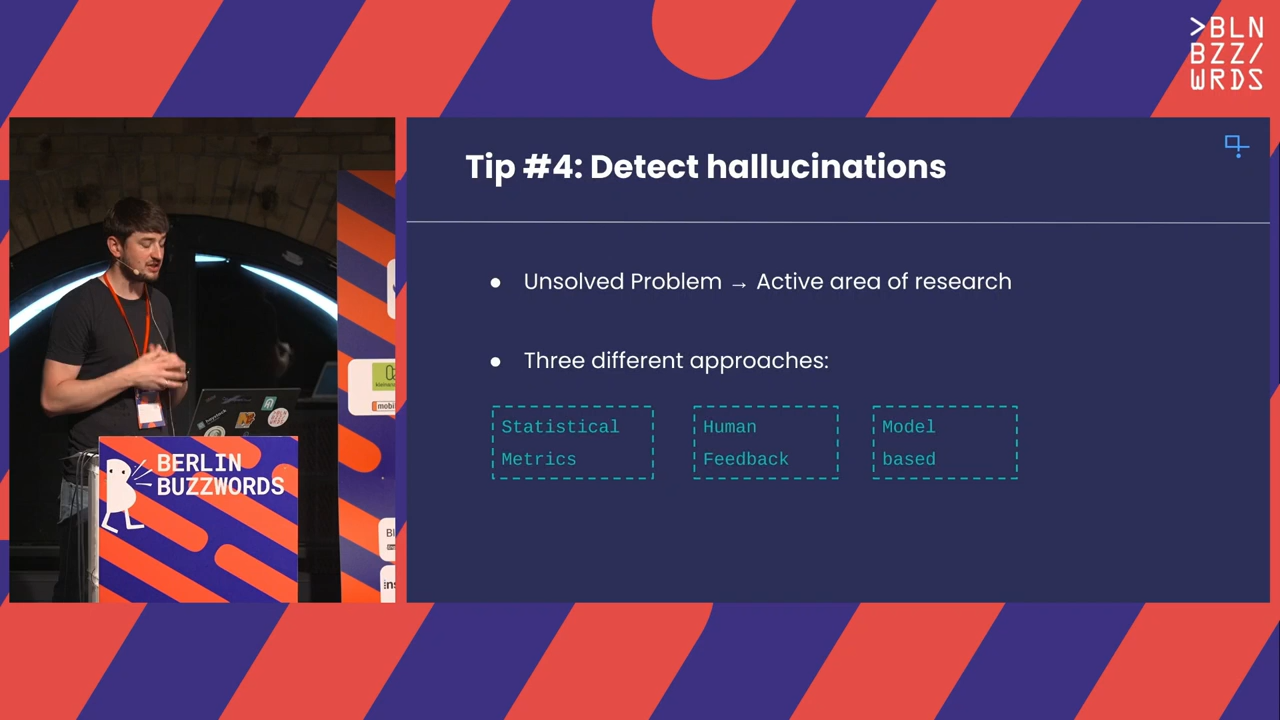 >BLN
BZZ/
WRDS
Tip #4: Detect hallucinations
● Unsolved Problem → Active area of research
● Three different approaches:
Statistical
Metrics
Human
Feedback
Model
based
BERLIN
BUZZWORDS